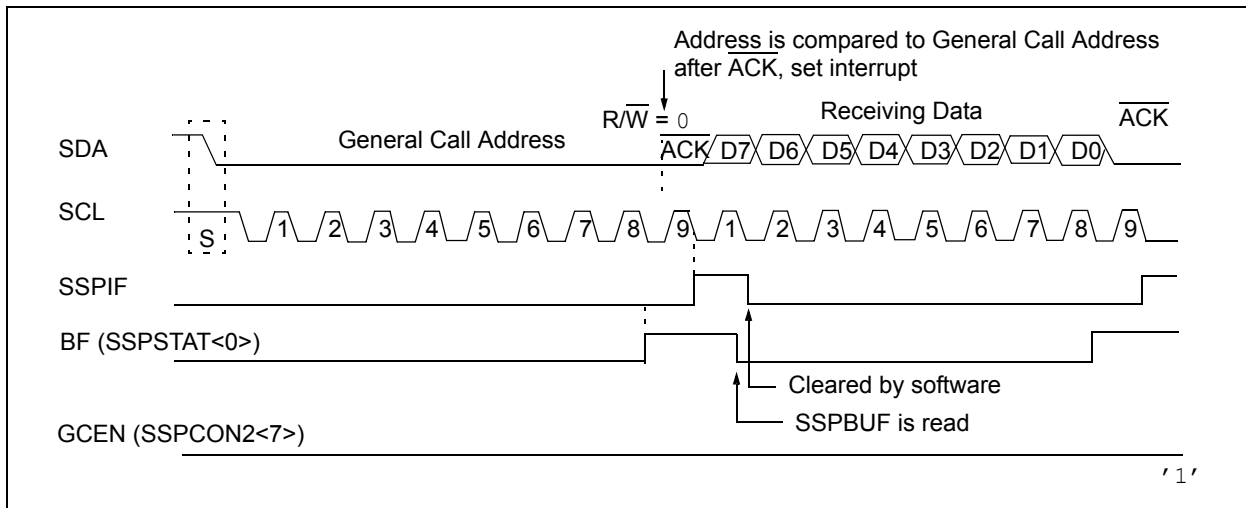 Address is compared to General Call Address
after A̅C̅K̅, set interrupt
R/W̅ = 0
Receiving Data
A̅C̅K̅
SDA
General Call Address
A̅C̅K̅ D7 D6 D5 D4 D3 D2 D1 D0
SCL
S
1 2 3 4 5 6 7 8 9 1 2 3 4 5 6 7 8 9
SSPIF
BF (SSPSTAT<0>)
Cleared by software
SSPBUF is read
GCEN (SSPCON2<7>)
'1'